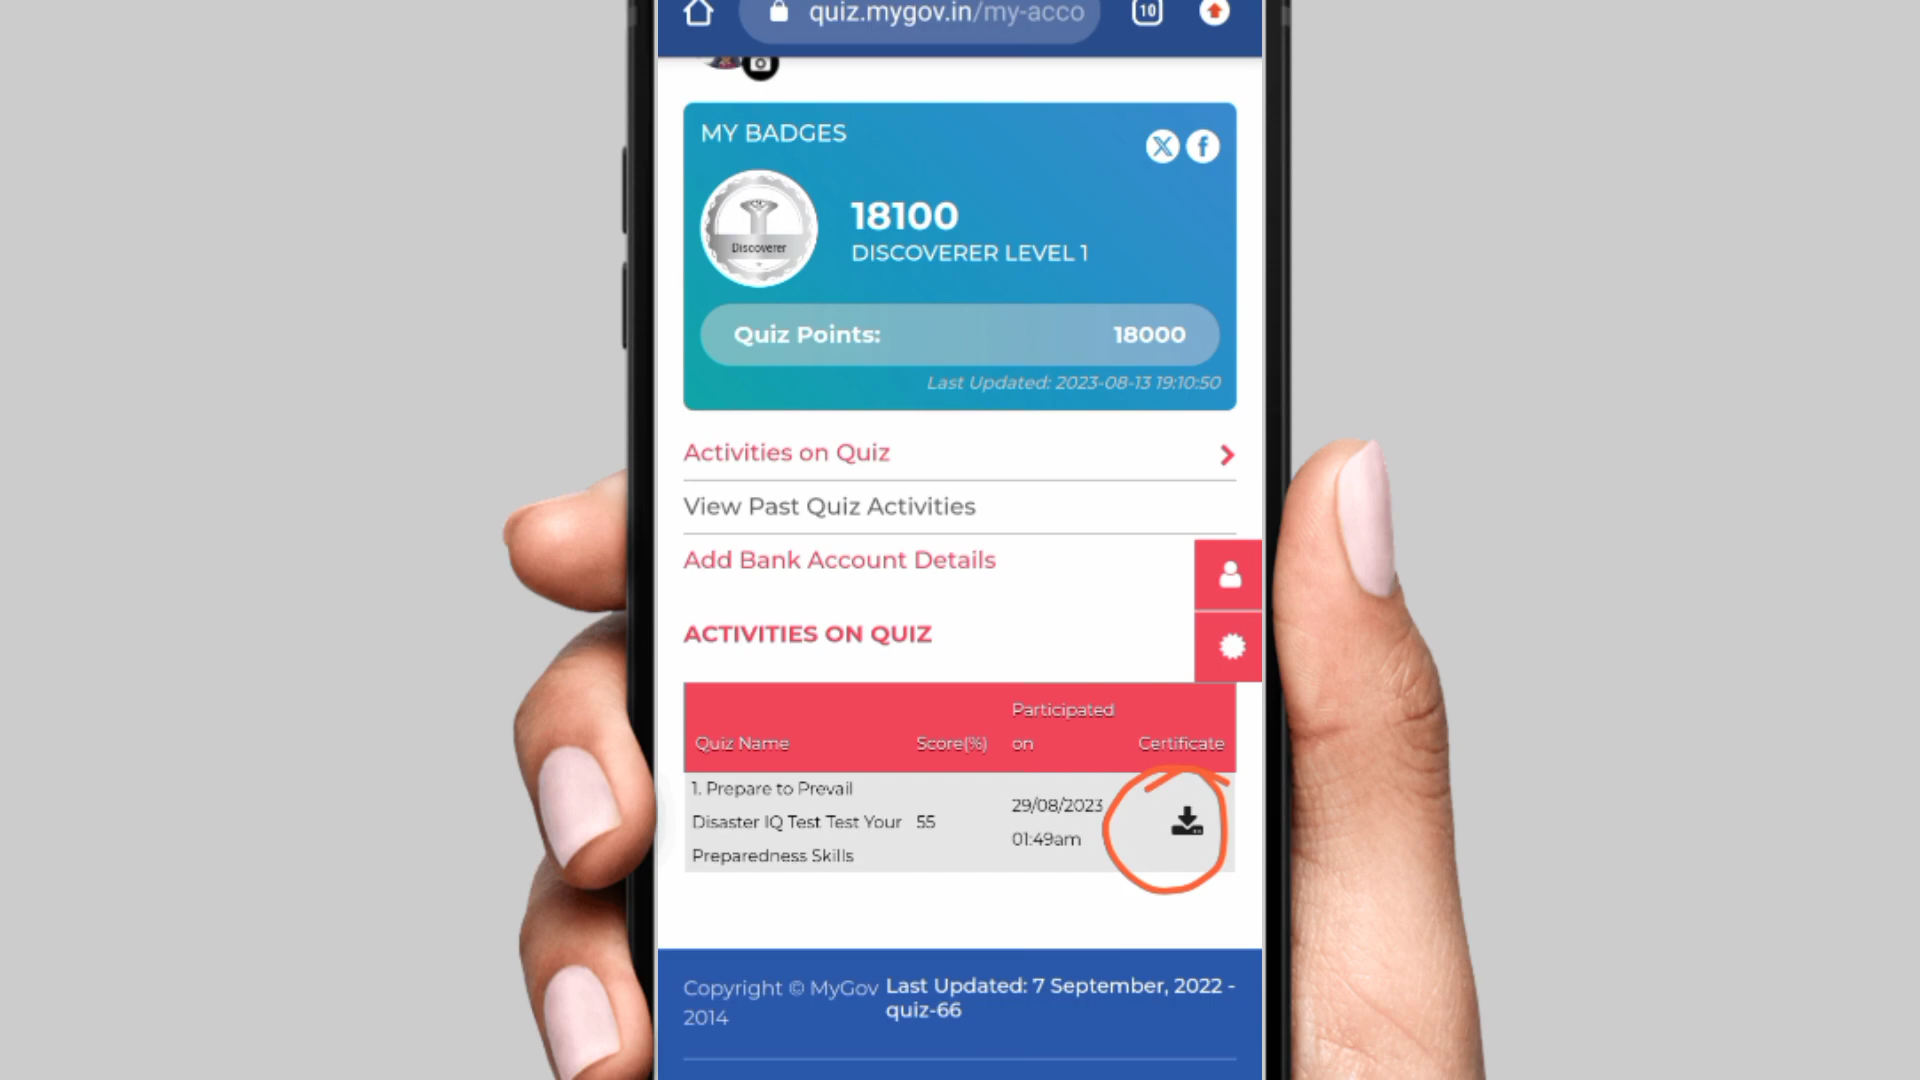 quiz.mygov.in/my-acco
10
MY BADGES
Discoverer
18100
DISCOVERER LEVEL 1
Quiz Points: 18000
Last Updated: 2023-08-13 19:10:50
Activities on Quiz
View Past Quiz Activities
Add Bank Account Details
ACTIVITIES ON QUIZ
Participated
Quiz Name Score(%) on Certificate
1. Prepare to Prevail
29/08/2023
Disaster IQ Test Test Your 55
01:49am
Preparedness Skills
Copyright © MyGov Last Updated: 7 September, 2022 -
2014 quiz-66